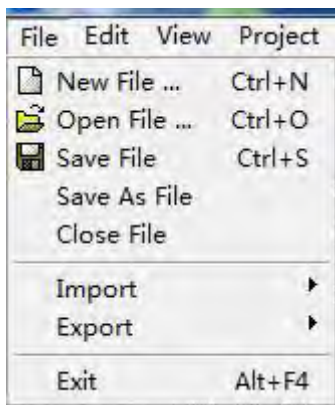 File Edit View Project
New File ... Ctrl+N
Open File ... Ctrl+O
Save File Ctrl+S
Save As File
Close File
Import
Export
Exit Alt+F4